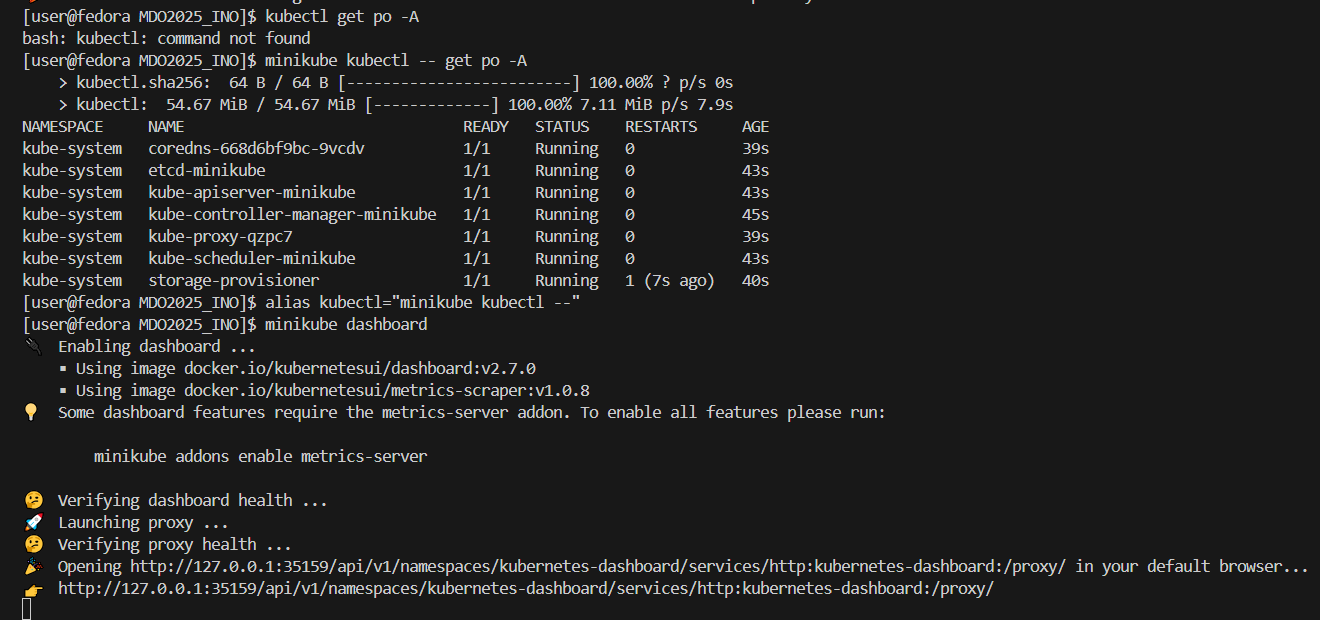 [user@fedora MDO2025_INO]$ kubectl get po -A
bash: kubectl: command not found
[user@fedora MDO2025_INO]$ minikube kubectl -- get po -A
    > kubectl.sha256:  64 B / 64 B [-------------------------] 100.00% ? p/s 0s
    > kubectl:  54.67 MiB / 54.67 MiB [-------------] 100.00% 7.11 MiB p/s 7.9s
NAMESPACE     NAME                               READY   STATUS    RESTARTS     AGE
kube-system   coredns-668d6bf9bc-9vcdv           1/1     Running   0            39s
kube-system   etcd-minikube                      1/1     Running   0            43s
kube-system   kube-apiserver-minikube            1/1     Running   0            43s
kube-system   kube-controller-manager-minikube   1/1     Running   0            45s
kube-system   kube-proxy-qzpc7                   1/1     Running   0            39s
kube-system   kube-scheduler-minikube            1/1     Running   0            43s
kube-system   storage-provisioner                1/1     Running   1 (7s ago)   40s
[user@fedora MDO2025_INO]$ alias kubectl="minikube kubectl --"
[user@fedora MDO2025_INO]$ minikube dashboard
🔌  Enabling dashboard ...
    ▪ Using image docker.io/kubernetesui/dashboard:v2.7.0
    ▪ Using image docker.io/kubernetesui/metrics-scraper:v1.0.8
💡  Some dashboard features require the metrics-server addon. To enable all features please run:
        minikube addons enable metrics-server
🤔  Verifying dashboard health ...
🚀  Launching proxy ...
🤔  Verifying proxy health ...
🎉  Opening http://127.0.0.1:35159/api/v1/namespaces/kubernetes-dashboard/services/http:kubernetes-dashboard:/proxy/ in your default browser...
👉  http://127.0.0.1:35159/api/v1/namespaces/kubernetes-dashboard/services/http:kubernetes-dashboard:/proxy/